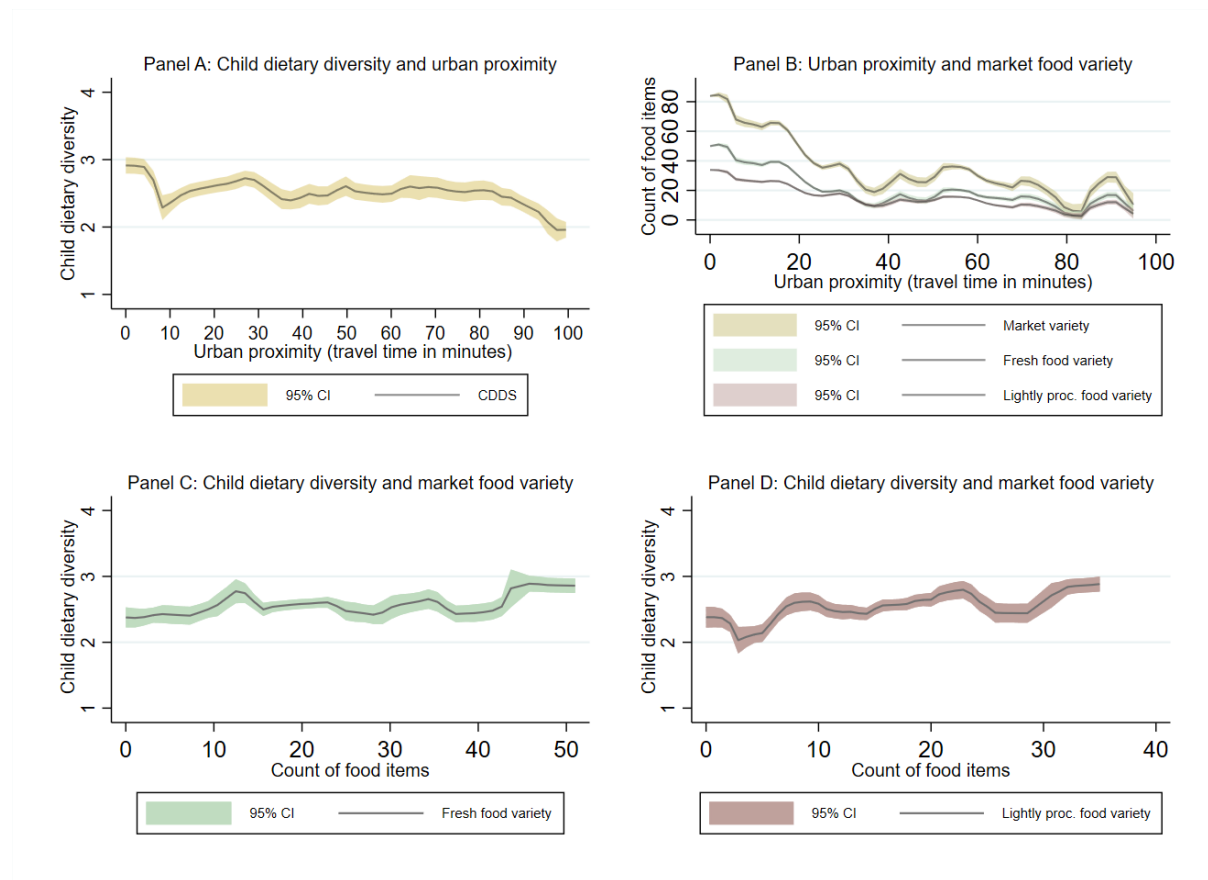 Panel A: Child dietary diversity and urban proximity
Child dietary diversity
4
3
2
1
0 10 20 30 40 50 60 70 80 90 100
Urban proximity (travel time in minutes)
95% CI CDDS
Panel B: Urban proximity and market food variety
Count of food items
80
60
40
20
0
0 20 40 60 80 100
Urban proximity (travel time in minutes)
95% CI Market variety
95% CI Fresh food variety
95% CI Lightly proc. food variety
Panel C: Child dietary diversity and market food variety
Child dietary diversity
4
3
2
1
0 10 20 30 40 50
Count of food items
95% CI Fresh food variety
Panel D: Child dietary diversity and market food variety
Child dietary diversity
4
3
2
1
0 10 20 30 40
Count of food items
95% CI Lightly proc. food variety